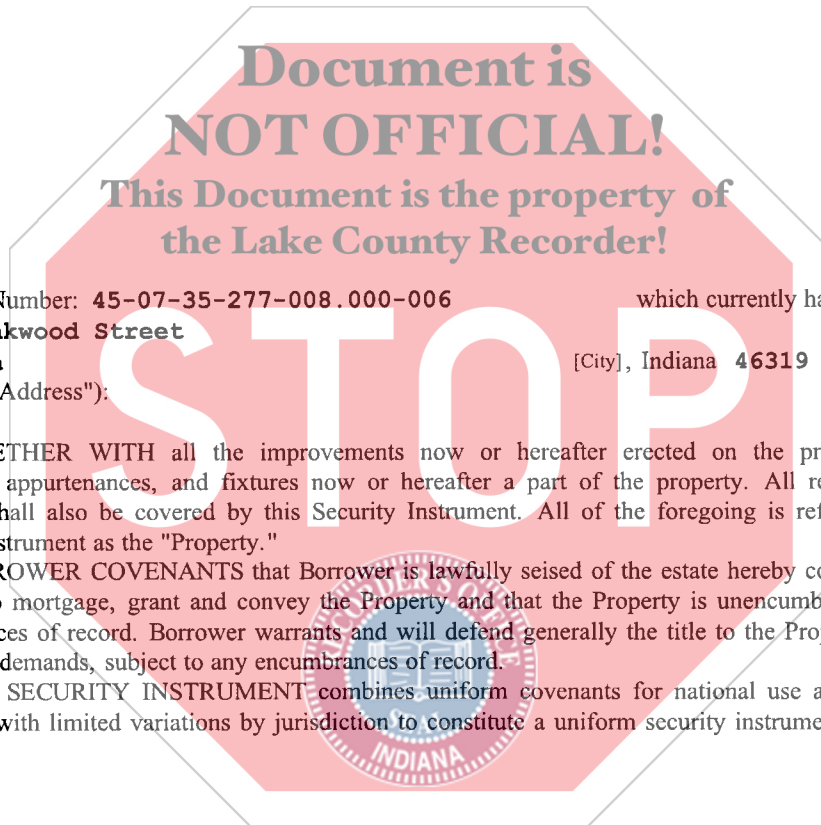 Document is
NOT OFFICIAL!
This Document is the property of
the Lake County Recorder!
STOP
Number: 45-07-35-277-008.000-006 which currently ha
kwood Street
[City], Indiana 46319
Address"):
ETHER WITH all the improvements now or hereafter erected on the pr
appurtenances, and fixtures now or hereafter a part of the property. All re
hall also be covered by this Security Instrument. All of the foregoing is ref
strument as the "Property."
ROWER COVENANTS that Borrower is lawfully seised of the estate hereby co
mortgage, grant and convey the Property and that the Property is unencumb
ces of record. Borrower warrants and will defend generally the title to the Prop
demands, subject to any encumbrances of record.
SECURITY INSTRUMENT combines uniform covenants for national use a
with limited variations by jurisdiction to constitute a uniform security instrume
RECORDER'S OFFICE
SEAL
INDIANA